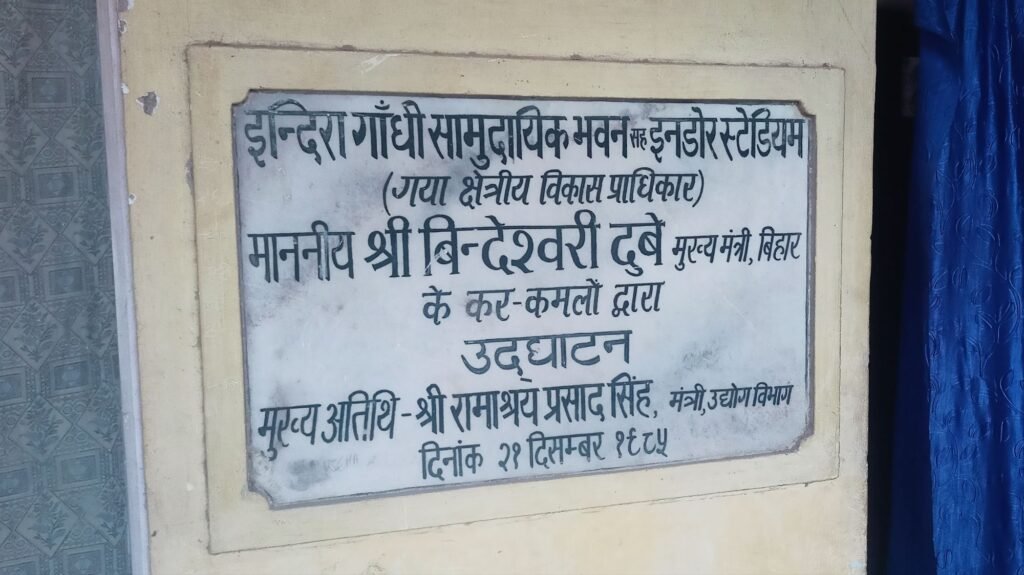 इन्दिरा गाँधी सामुदायिक भवन सह इनडोर स्टेडियम
(गया क्षेत्रीय विकास प्राधिकार)
माननीय श्री बिन्देश्वरी दुबे मुख्य मंत्री, बिहार
के कर-कमलों द्वारा
उद्घाटन
मुख्य अतिथि - श्री रामाश्रय प्रसाद सिंह, मंत्री, उद्योग विभाग
दिनांक २१ दिसम्बर १९८५